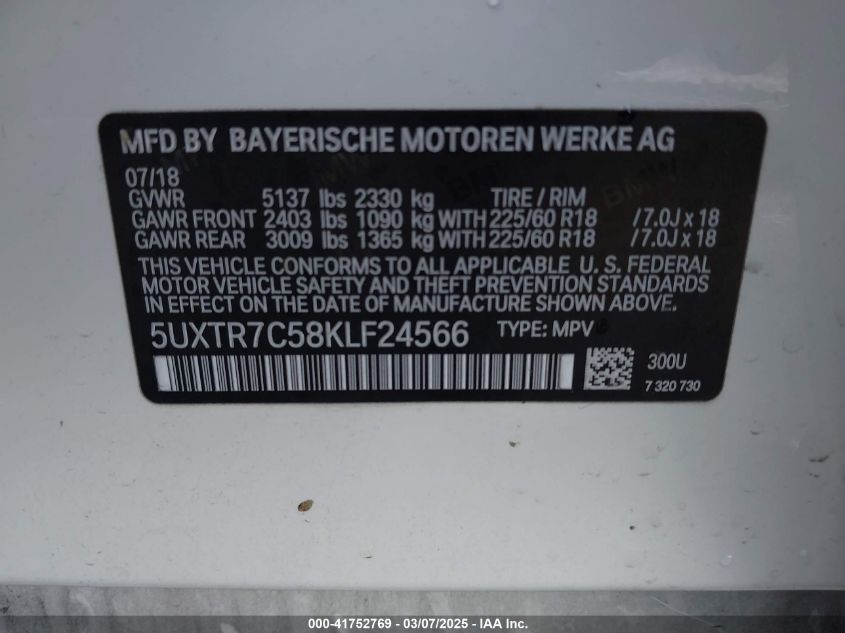 MFD BY BAYERISCHE MOTOREN WERKE AG
07/18
GVWR 5137 lbs 2330 kg TIRE / RIM
GAWR FRONT 2403 lbs 1090 kg WITH 225/60 R18 /7.0J x 18
GAWR REAR 3009 lbs 1365 kg WITH 225/60 R18 /7.0J x 18
THIS VEHICLE CONFORMS TO ALL APPLICABLE U. S. FEDERAL
MOTOR VEHICLE SAFETY AND THEFT PREVENTION STANDARDS
IN EFFECT ON THE DATE OF MANUFACTURE SHOWN ABOVE.
5UXTR7C58KLF24566 TYPE: MPV
300U
7 320 730
000-41752769 - 03/07/2025 - IAA Inc.